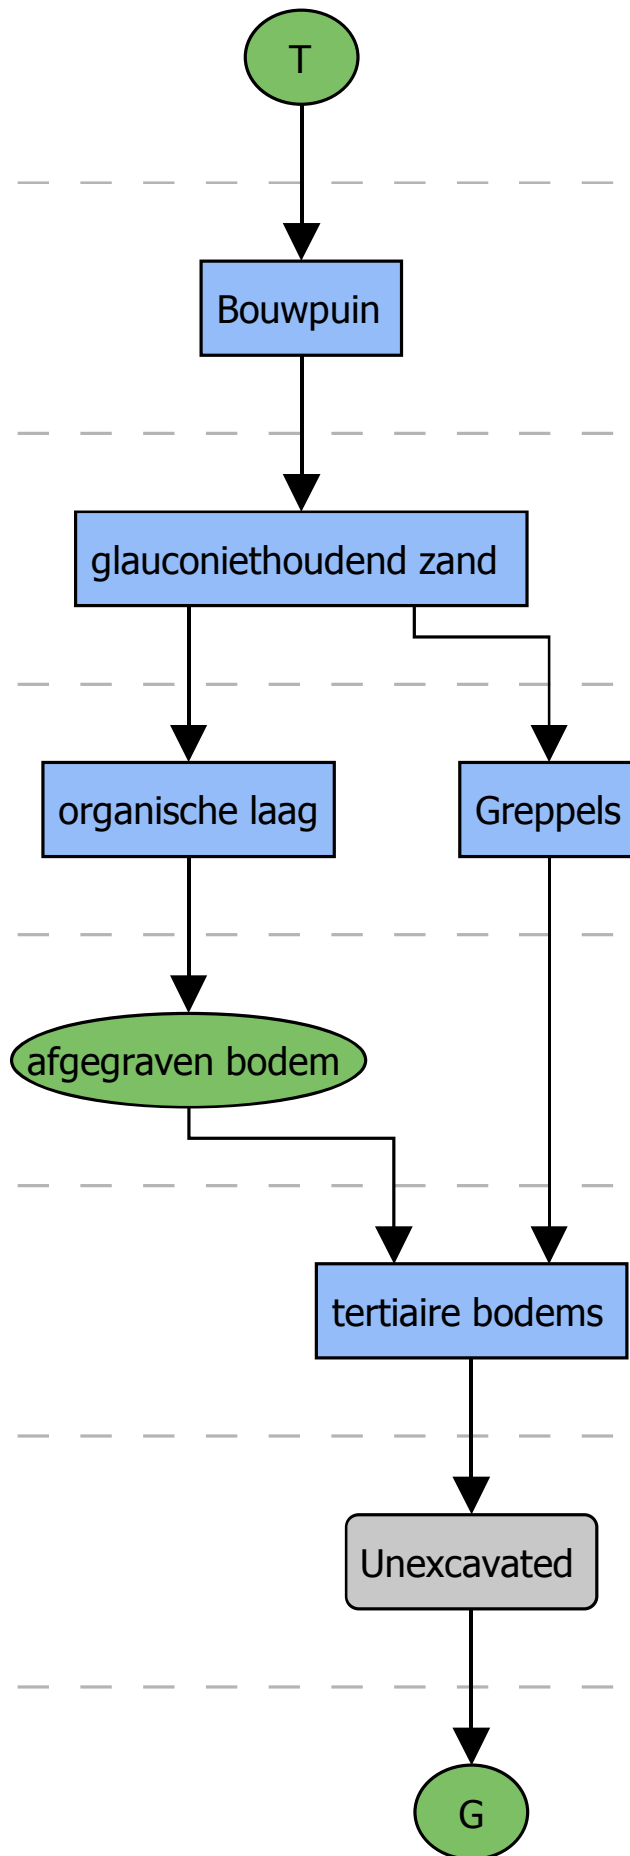 T
Bouwpuin
glauconiethoudend zand
organische laag
Greppels
afgegraven bodem
tertiaire bodems
Unexcavated
G